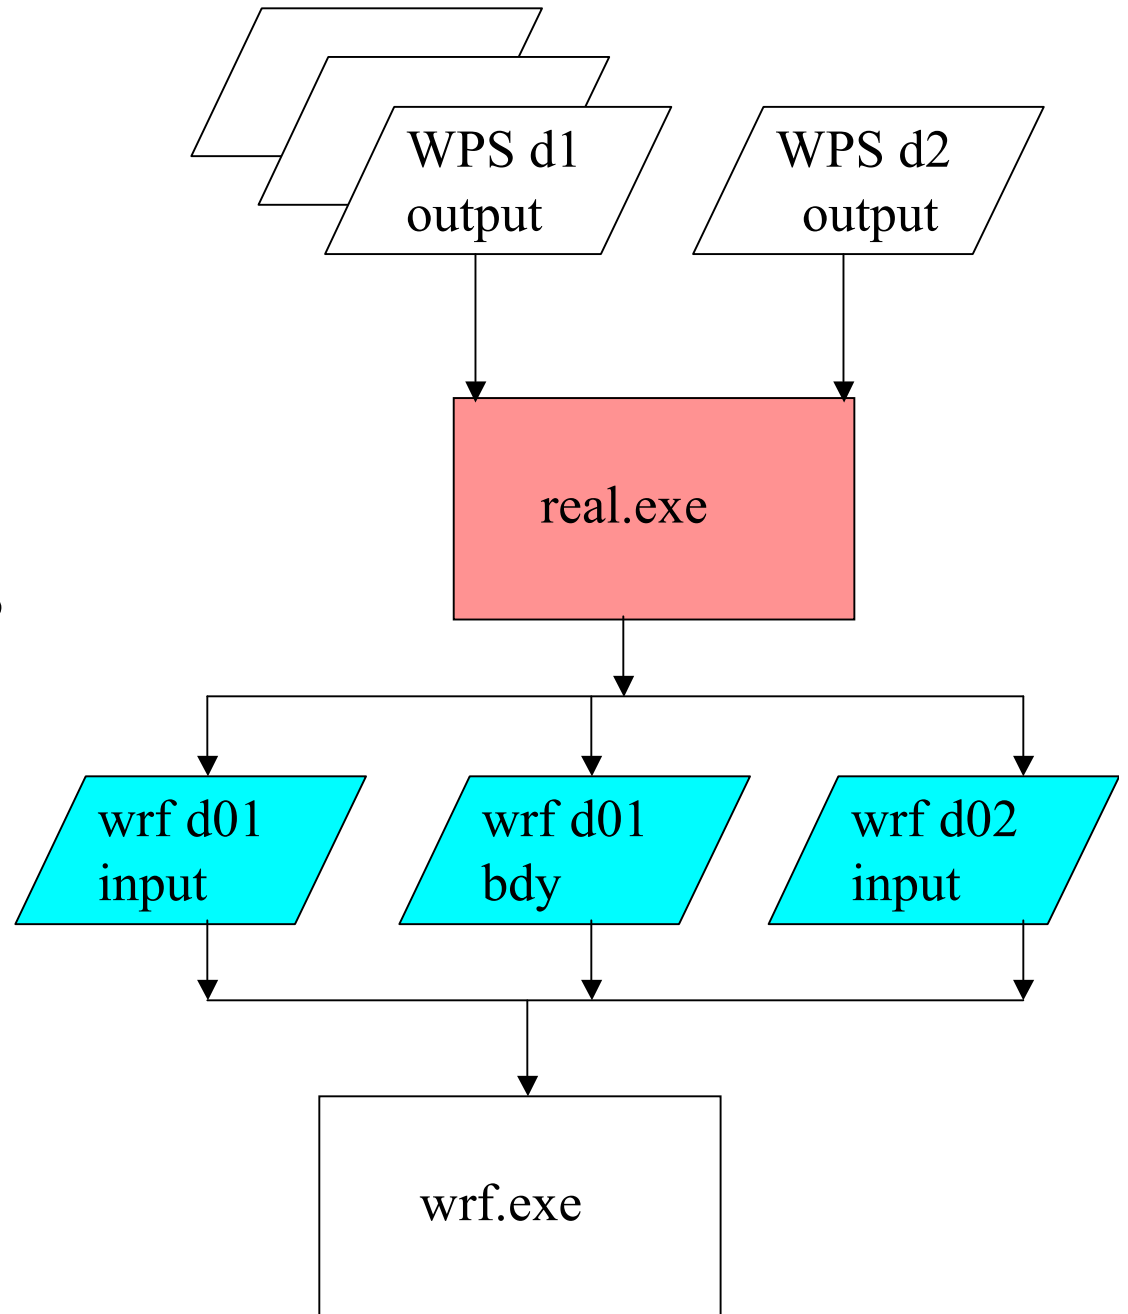 WPS d1
output
WPS d2
output
real.exe
wrf d01
input
wrf d01
bdy
wrf d02
input
wrf.exe